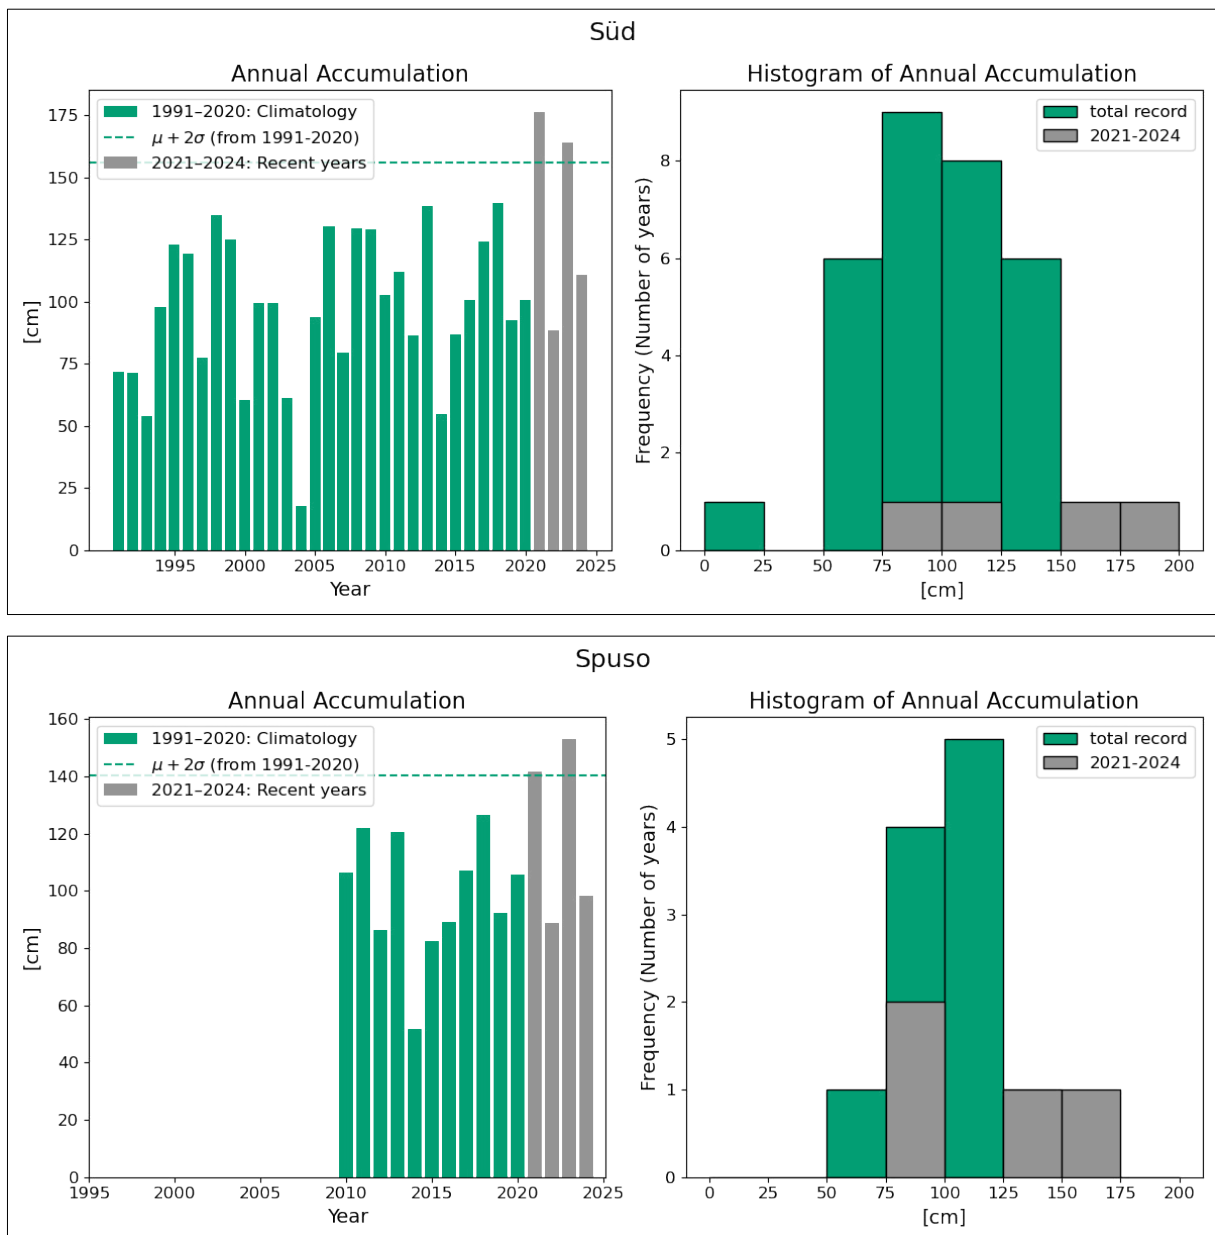 Süd
Annual Accumulation
175
150
125
100
75
50
25
0
[cm]
1991–2020: Climatology
μ + 2σ (from 1991-2020)
2021–2024: Recent years
1995 2000 2005 2010 2015 2020 2025
Year
Histogram of Annual Accumulation
8
6
4
2
0
Frequency (Number of years)
total record
2021-2024
0 25 50 75 100 125 150 175 200
[cm]
Spuso
Annual Accumulation
160
140
120
100
80
60
40
20
0
[cm]
1991–2020: Climatology
μ + 2σ (from 1991-2020)
2021–2024: Recent years
1995 2000 2005 2010 2015 2020 2025
Year
Histogram of Annual Accumulation
5
4
3
2
1
0
Frequency (Number of years)
total record
2021-2024
0 25 50 75 100 125 150 175 200
[cm]